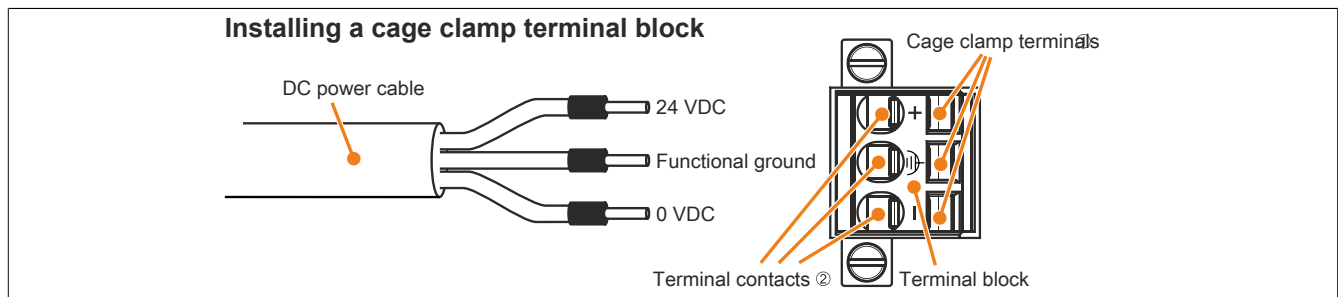 Installing a cage clamp terminal block
Cage clamp terminals ①
DC power cable
24 VDC
+
Functional ground
0 VDC
Terminal contacts ②
Terminal block